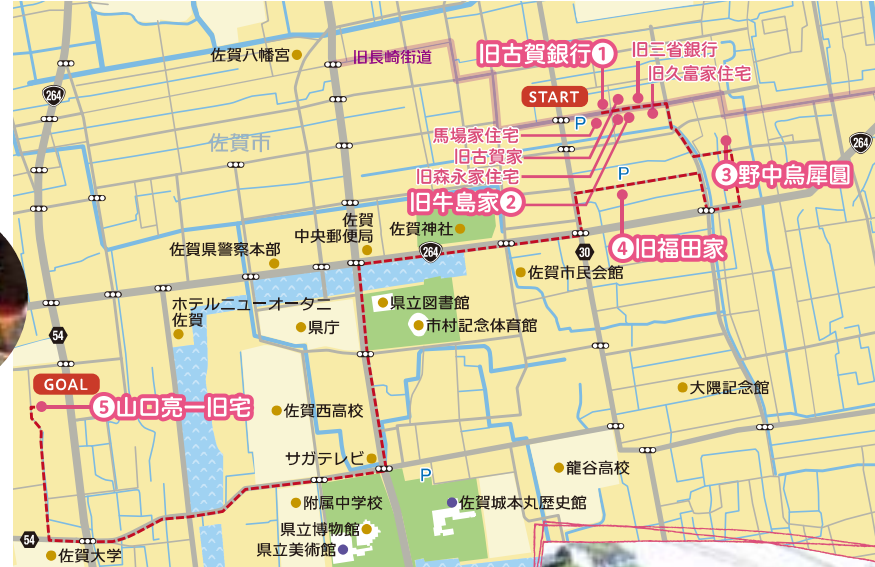 佐賀八幡宮
旧長崎街道
旧古賀銀行①
旧三省銀行
旧久富家住宅
264
START
P
佐賀市
馬場家住宅
旧古賀家
旧森永家住宅
旧牛島家②
P
264
③野中烏犀圓
佐賀
中央郵便局
佐賀神社
佐賀県警察本部
264
30
④旧福田家
佐賀市民会館
ホテルニューオータニ
佐賀
県庁
県立図書館
市村記念体育館
54
GOAL
⑤山口亮一旧宅
佐賀西高校
大隈記念館
サガテレビ
P
龍谷高校
附属中学校
佐賀城本丸歴史館
県立博物館
県立美術館
54
佐賀大学